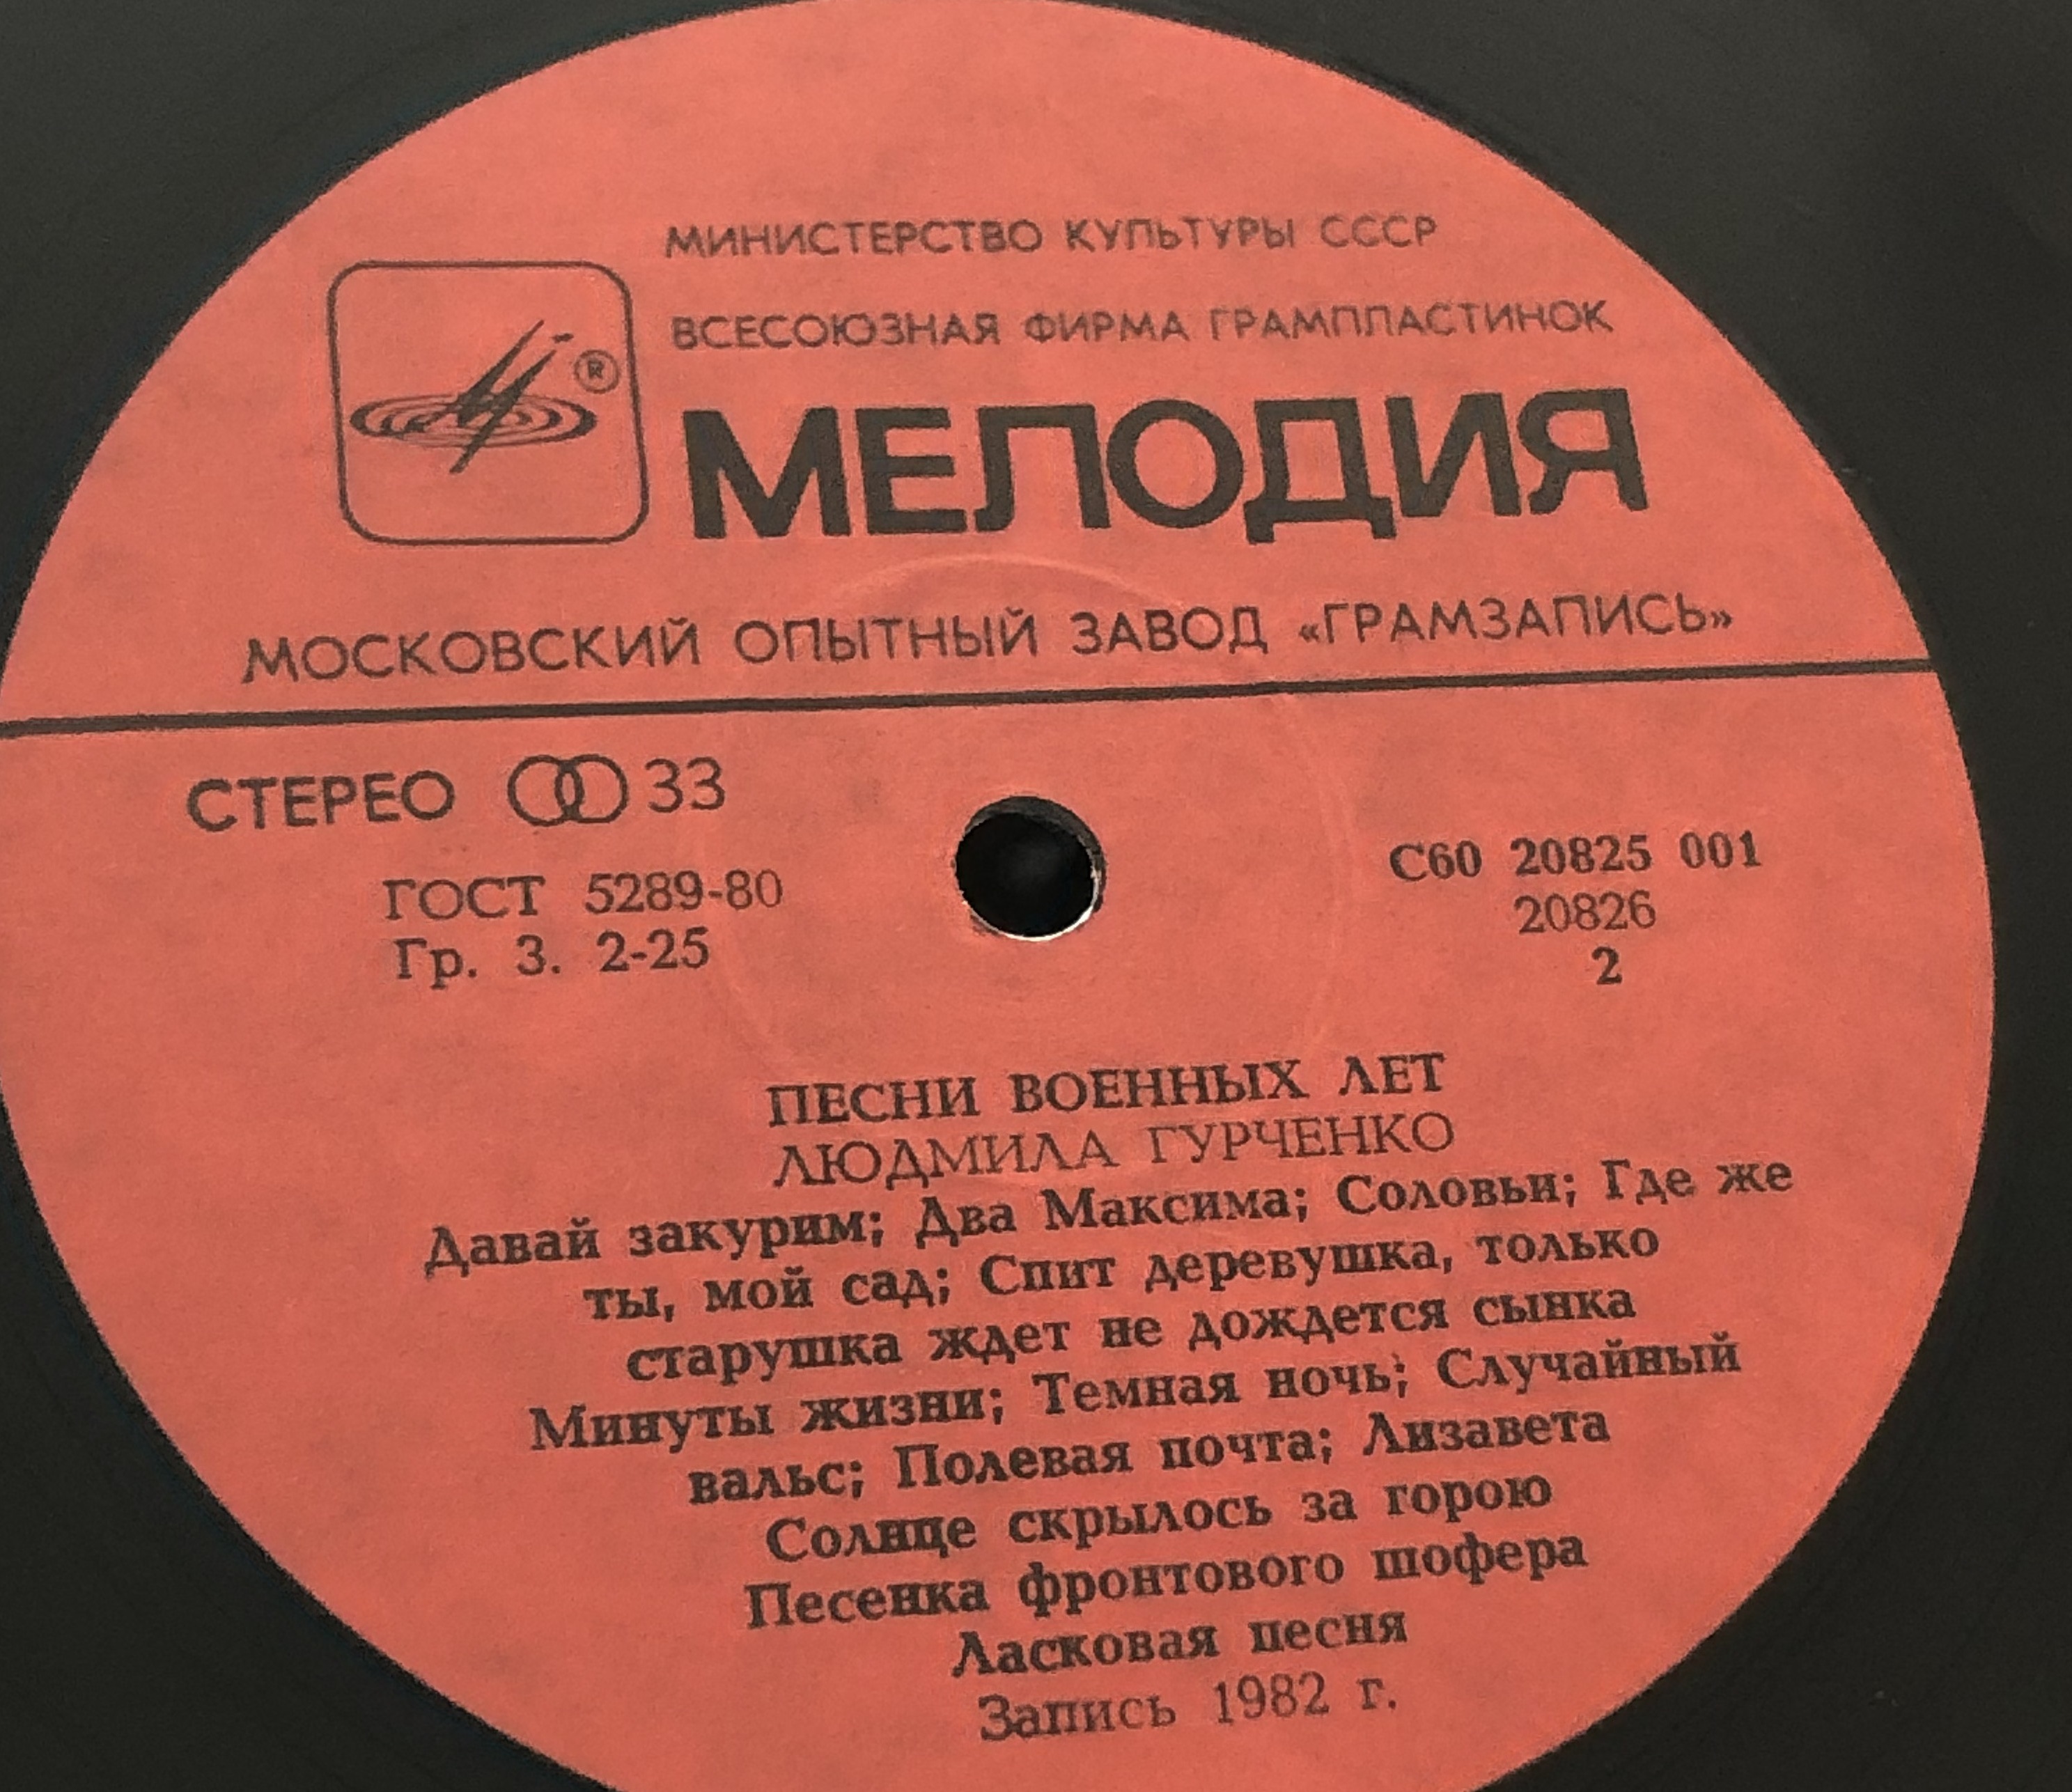 МИНИСТЕРСТВО КУЛЬТУРЫ СССР
ВСЕСОЮЗНАЯ ФИРМА ГРАМПЛАСТИНОК
®
МЕЛОДИЯ
МОСКОВСКИЙ ОПЫТНЫЙ ЗАВОД «ГРАМЗАПИСЬ»
СТЕРЕО 33
ГОСТ 5289-80
Гр. 3. 2-25
С60 20825 001
20826
2
ПЕСНИ ВОЕННЫХ ЛЕТ
ЛЮДМИЛА ГУРЧЕНКО
Давай закурим; Два Максима; Соловьи; Где же
ты, мой сад; Спит деревушка, только
старушка ждет не дождется сынка
Минуты жизни; Темная ночь; Случайный
вальс; Полевая почта; Лизавета
Солнце скрылось за горою
Песенка фронтового шофера
Ласковая песня
Запись 1982 г.